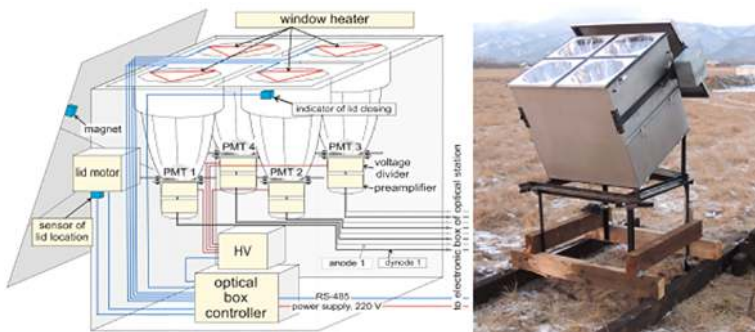 window heater
indicator of lid closing
magnet
PMT 4
PMT 3
lid motor
PMT 1
PMT 2
voltage
divider
preamplifier
sensor of
lid location
HV
anode 1
dynode 1
optical
box
controller
RS-485
power supply, 220 V
to electronic box of optical station